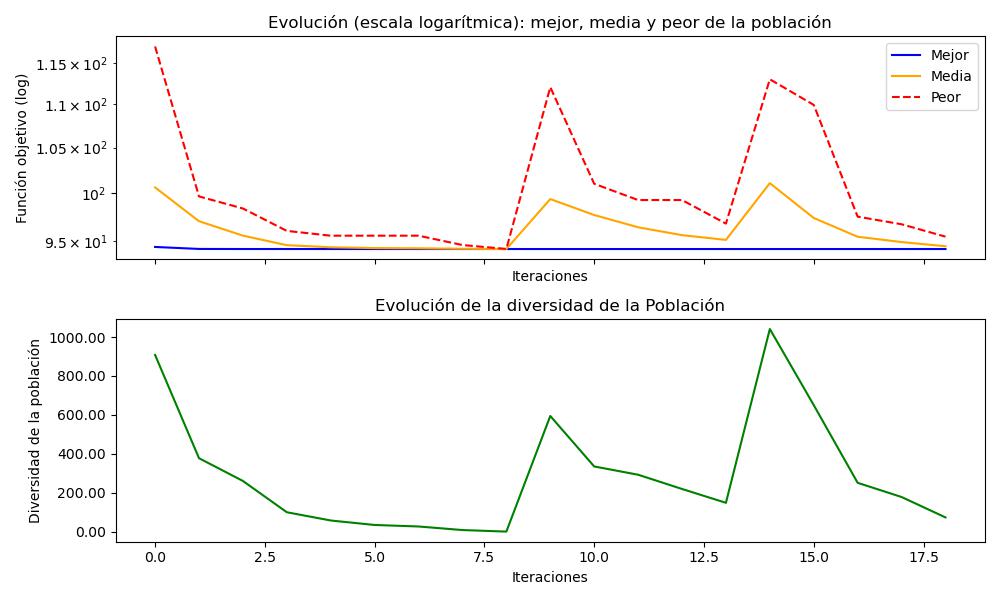 Evolución (escala logarítmica): mejor, media y peor de la población
Función objetivo (log)
1.15 × 10²
1.1 × 10²
1.05 × 10²
10²
9.5 × 10¹
Mejor
Media
Peor
Iteraciones
Evolución de la diversidad de la Población
Diversidad de la población
1000.00
800.00
600.00
400.00
200.00
0.00
0.0 2.5 5.0 7.5 10.0 12.5 15.0 17.5
Iteraciones